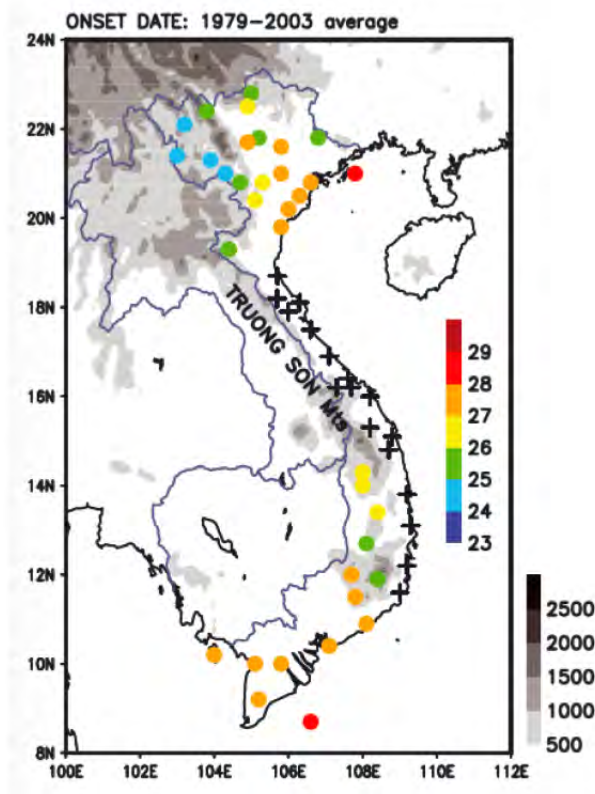 ONSET DATE: 1979−2003 average
24N
22N
20N
18N
16N
14N
12N
10N
8N
100E 102E 104E 106E 108E 110E 112E
TRUONG SON Mts
29
28
27
26
25
24
23
2500
2000
1500
1000
500